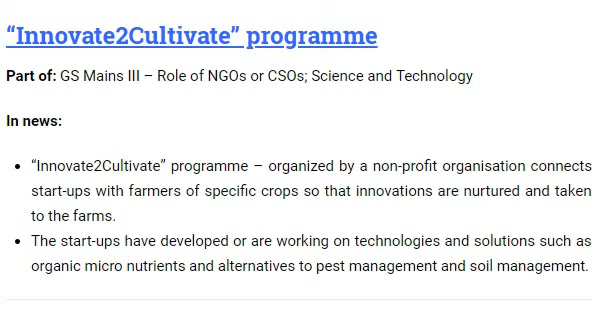 “Innovate2Cultivate” programme
Part of: GS Mains III – Role of NGOs or CSOs; Science and Technology
In news:
• “Innovate2Cultivate” programme – organized by a non-profit organisation connects
start-ups with farmers of specific crops so that innovations are nurtured and taken
to the farms.
• The start-ups have developed or are working on technologies and solutions such as
organic micro nutrients and alternatives to pest management and soil management.